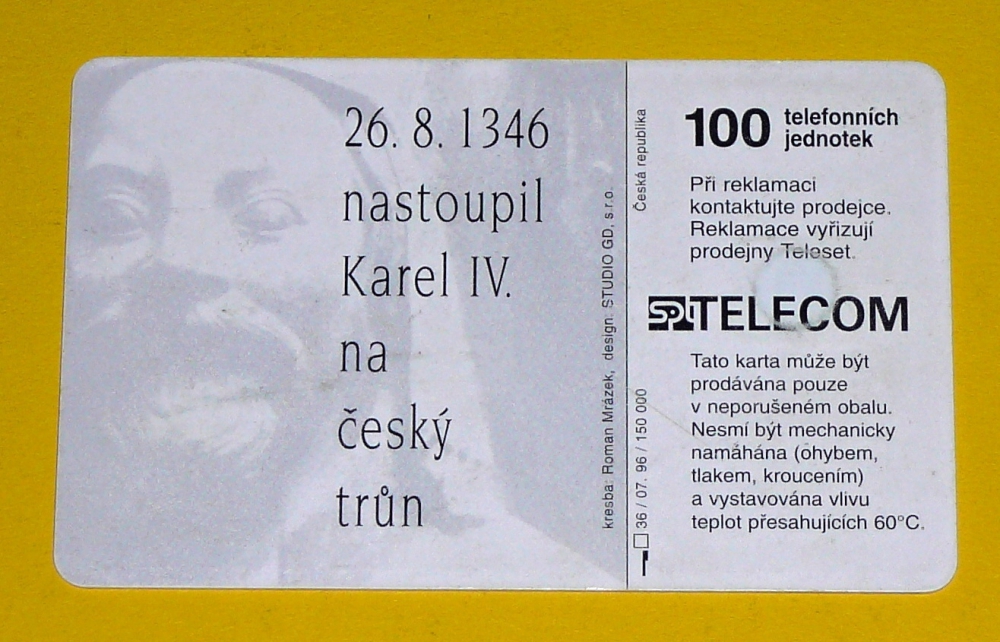 26. 8. 1346
nastoupil
Karel IV.
na
český
trůn
kresba: Roman Mrázek, design: STUDIO GD, s.r.o.
Česká republika
36 / 07. 96 / 150 000
100 telefonních
jednotek
Při reklamaci
kontaktujte prodejce.
Reklamace vyřizují
prodejny Teleset.
SPT TELECOM
Tato karta může být
prodávána pouze
v neporušeném obalu.
Nesmí být mechanicky
namáhána (ohybem,
tlakem, kroucením)
a vystavována vlivu
teplot přesahujících 60°C.